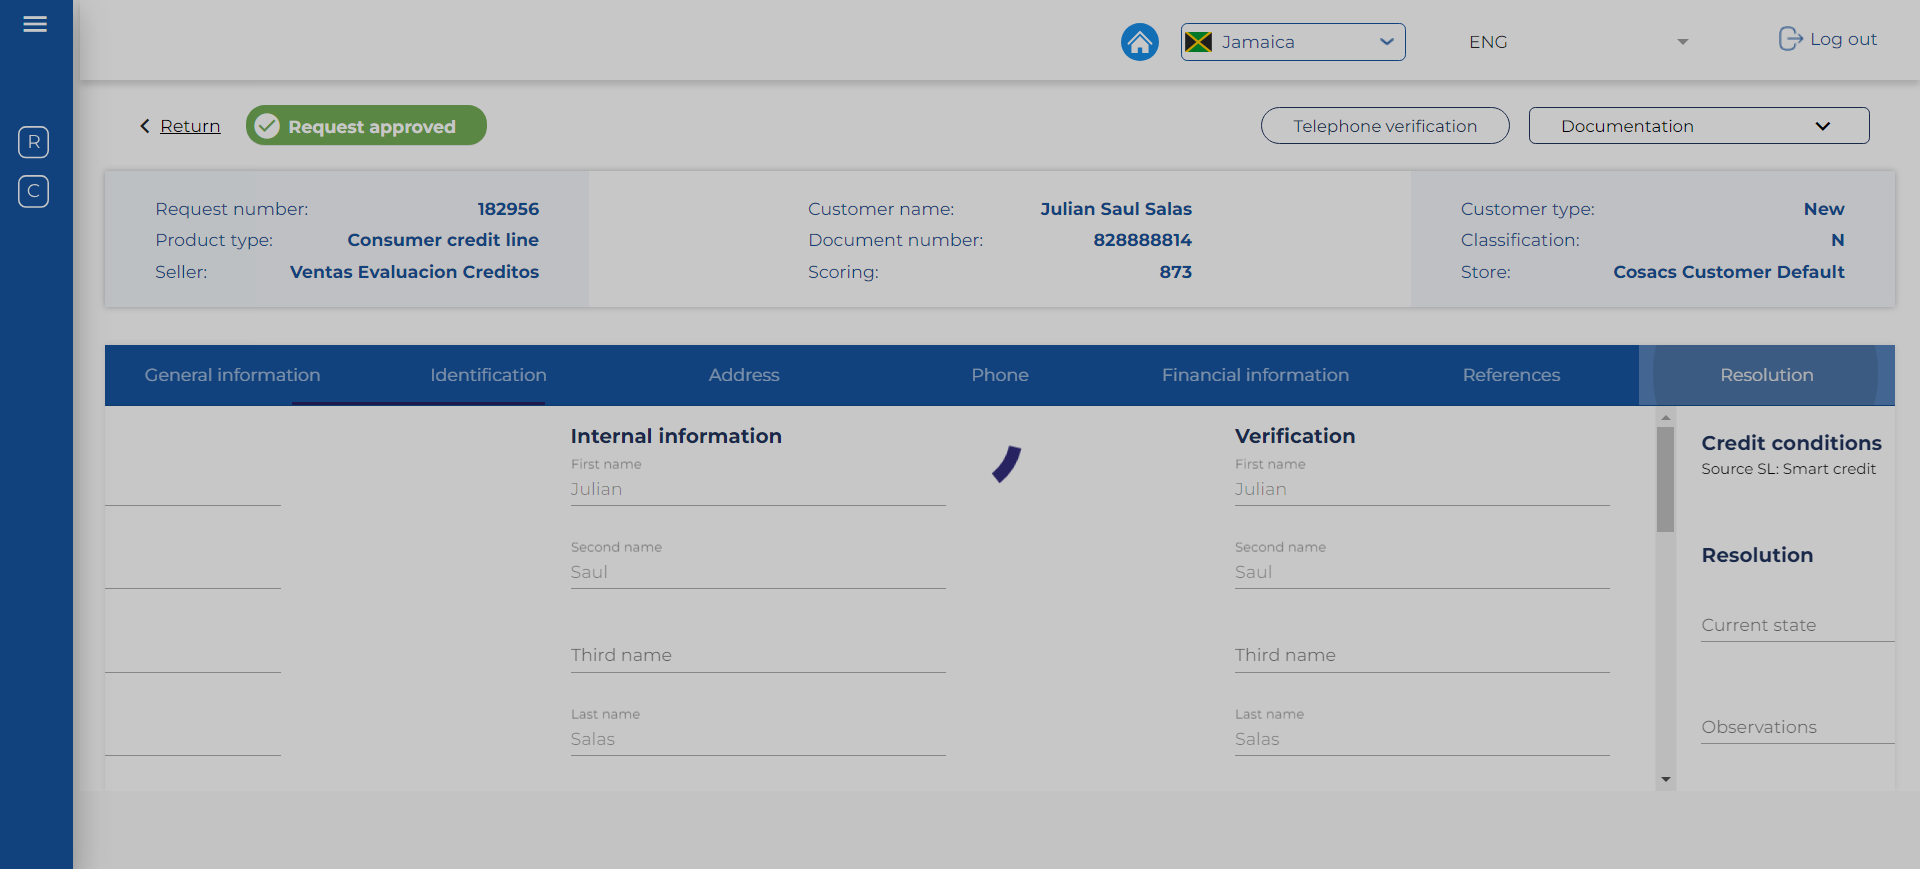 Jamaica
ENG
Log out
R
C
Return
Request approved
Telephone verification
Documentation
Request number: 182956
Product type: Consumer credit line
Seller: Ventas Evaluacion Creditos
Customer name: Julian Saul Salas
Document number: 828888814
Scoring: 873
Customer type: New
Classification: N
Store: Cosacs Customer Default
General information
Identification
Address
Phone
Financial information
References
Resolution
Internal information
First name
Julian
Second name
Saul
Third name
Last name
Salas
Verification
First name
Julian
Second name
Saul
Third name
Last name
Salas
Credit conditions
Source SL: Smart credit
Resolution
Current state
Observations